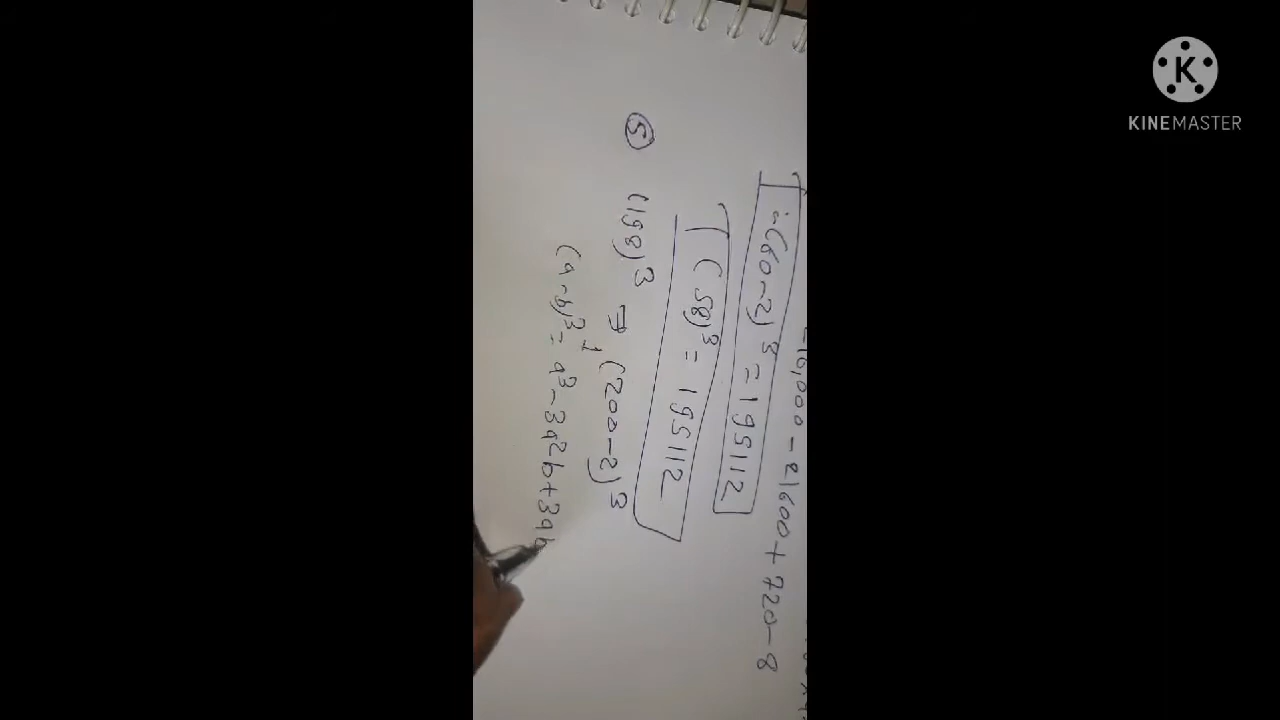 -16,000 - 21600 + 720 - 8
∴ (60-2)³ = 195112
(58)³ = 195112
⑤ (198)³ ⇒ (200-2)³
(a-b)³ = a³ - 3a²b + 3ab
KINEMASTER